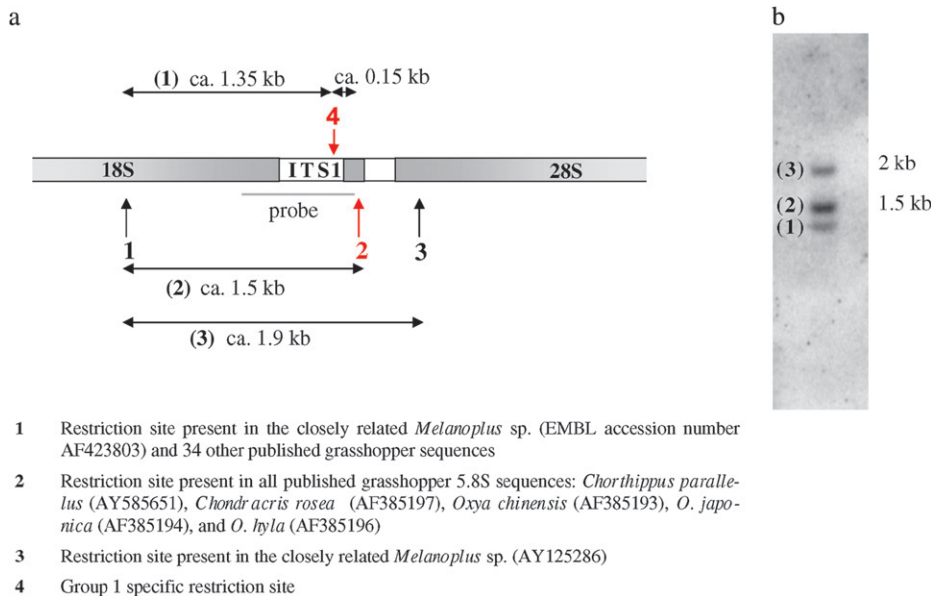 a
b
(1) ca. 1.35 kb
ca. 0.15 kb
4
18S
ITS1
28S
probe
1
2
3
(2) ca. 1.5 kb
(3) ca. 1.9 kb
(3)
2 kb
(2)
1.5 kb
(1)
1 Restriction site present in the closely related Melanoplus sp. (EMBL accession number
AF423803) and 34 other published grasshopper sequences
2 Restriction site present in all published grasshopper 5.8S sequences: Chorthippus paralle-
lus (AY585651), Chondracris rosea (AF385197), Oxya chinensis (AF385193), O. japo-
nica (AF385194), and O. hyla (AF385196)
3 Restriction site present in the closely related Melanoplus sp. (AY125286)
4 Group 1 specific restriction site